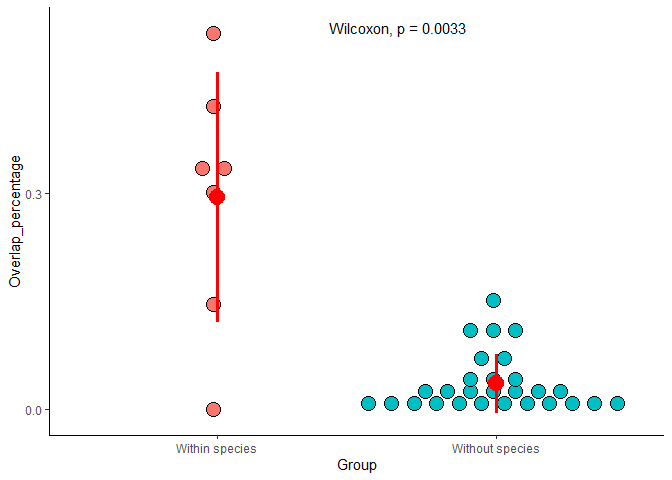 Wilcoxon, p = 0.0033
Overlap_percentage
0.3
0.0
Within species
Without species
Group